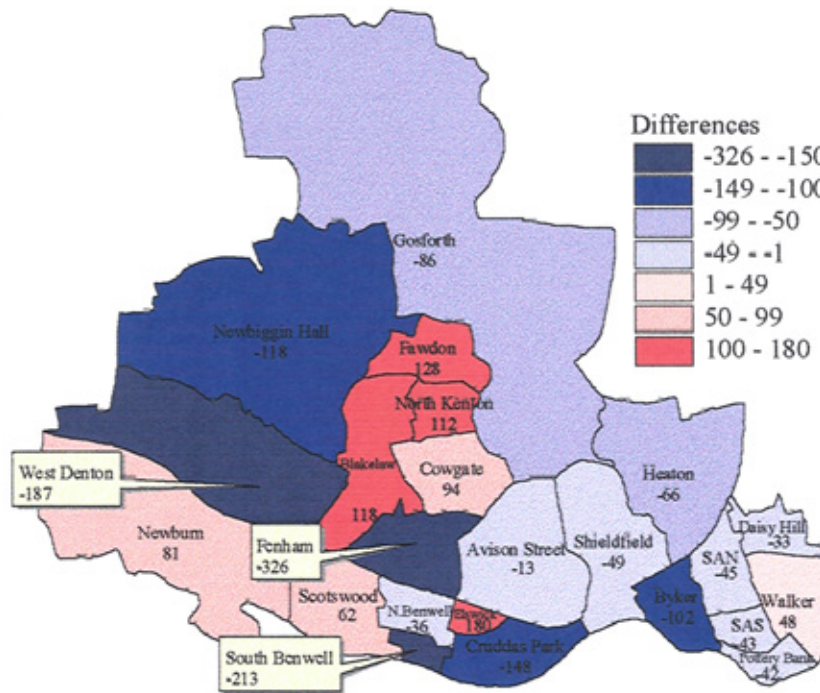 Differences
-326 - -150
-149 - -100
-99 - -50
-49 - -1
1 - 49
50 - 99
100 - 180
Gosforth
-86
Newbiggin Hall
-118
Fawdon
128
North Kenton
112
Blakelaw
118
Cowgate
94
West Denton
-187
Heaton
-66
Newburn
81
Fenham
-326
Avison Street
-13
Shieldfield
-49
Daisy Hill
-33
SAN
-45
Scotswood
62
N.Benwell
-36
Elswick
180
Byker
-102
Walker
48
SAS
-43
Cruddas Park
-148
Pottery Bank
-42
South Benwell
-213